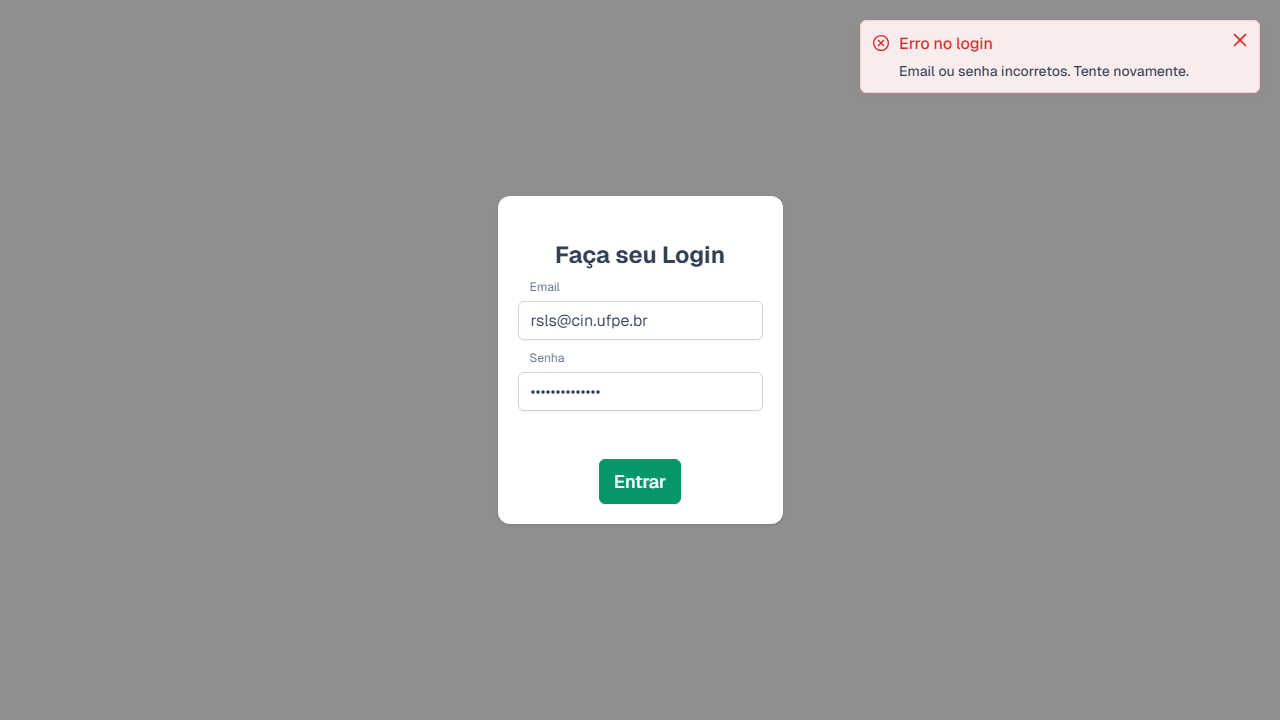 Erro no login
Email ou senha incorretos. Tente novamente.
Faça seu Login
Email
rsls@cin.ufpe.br
Senha
••••••••••••••
Entrar